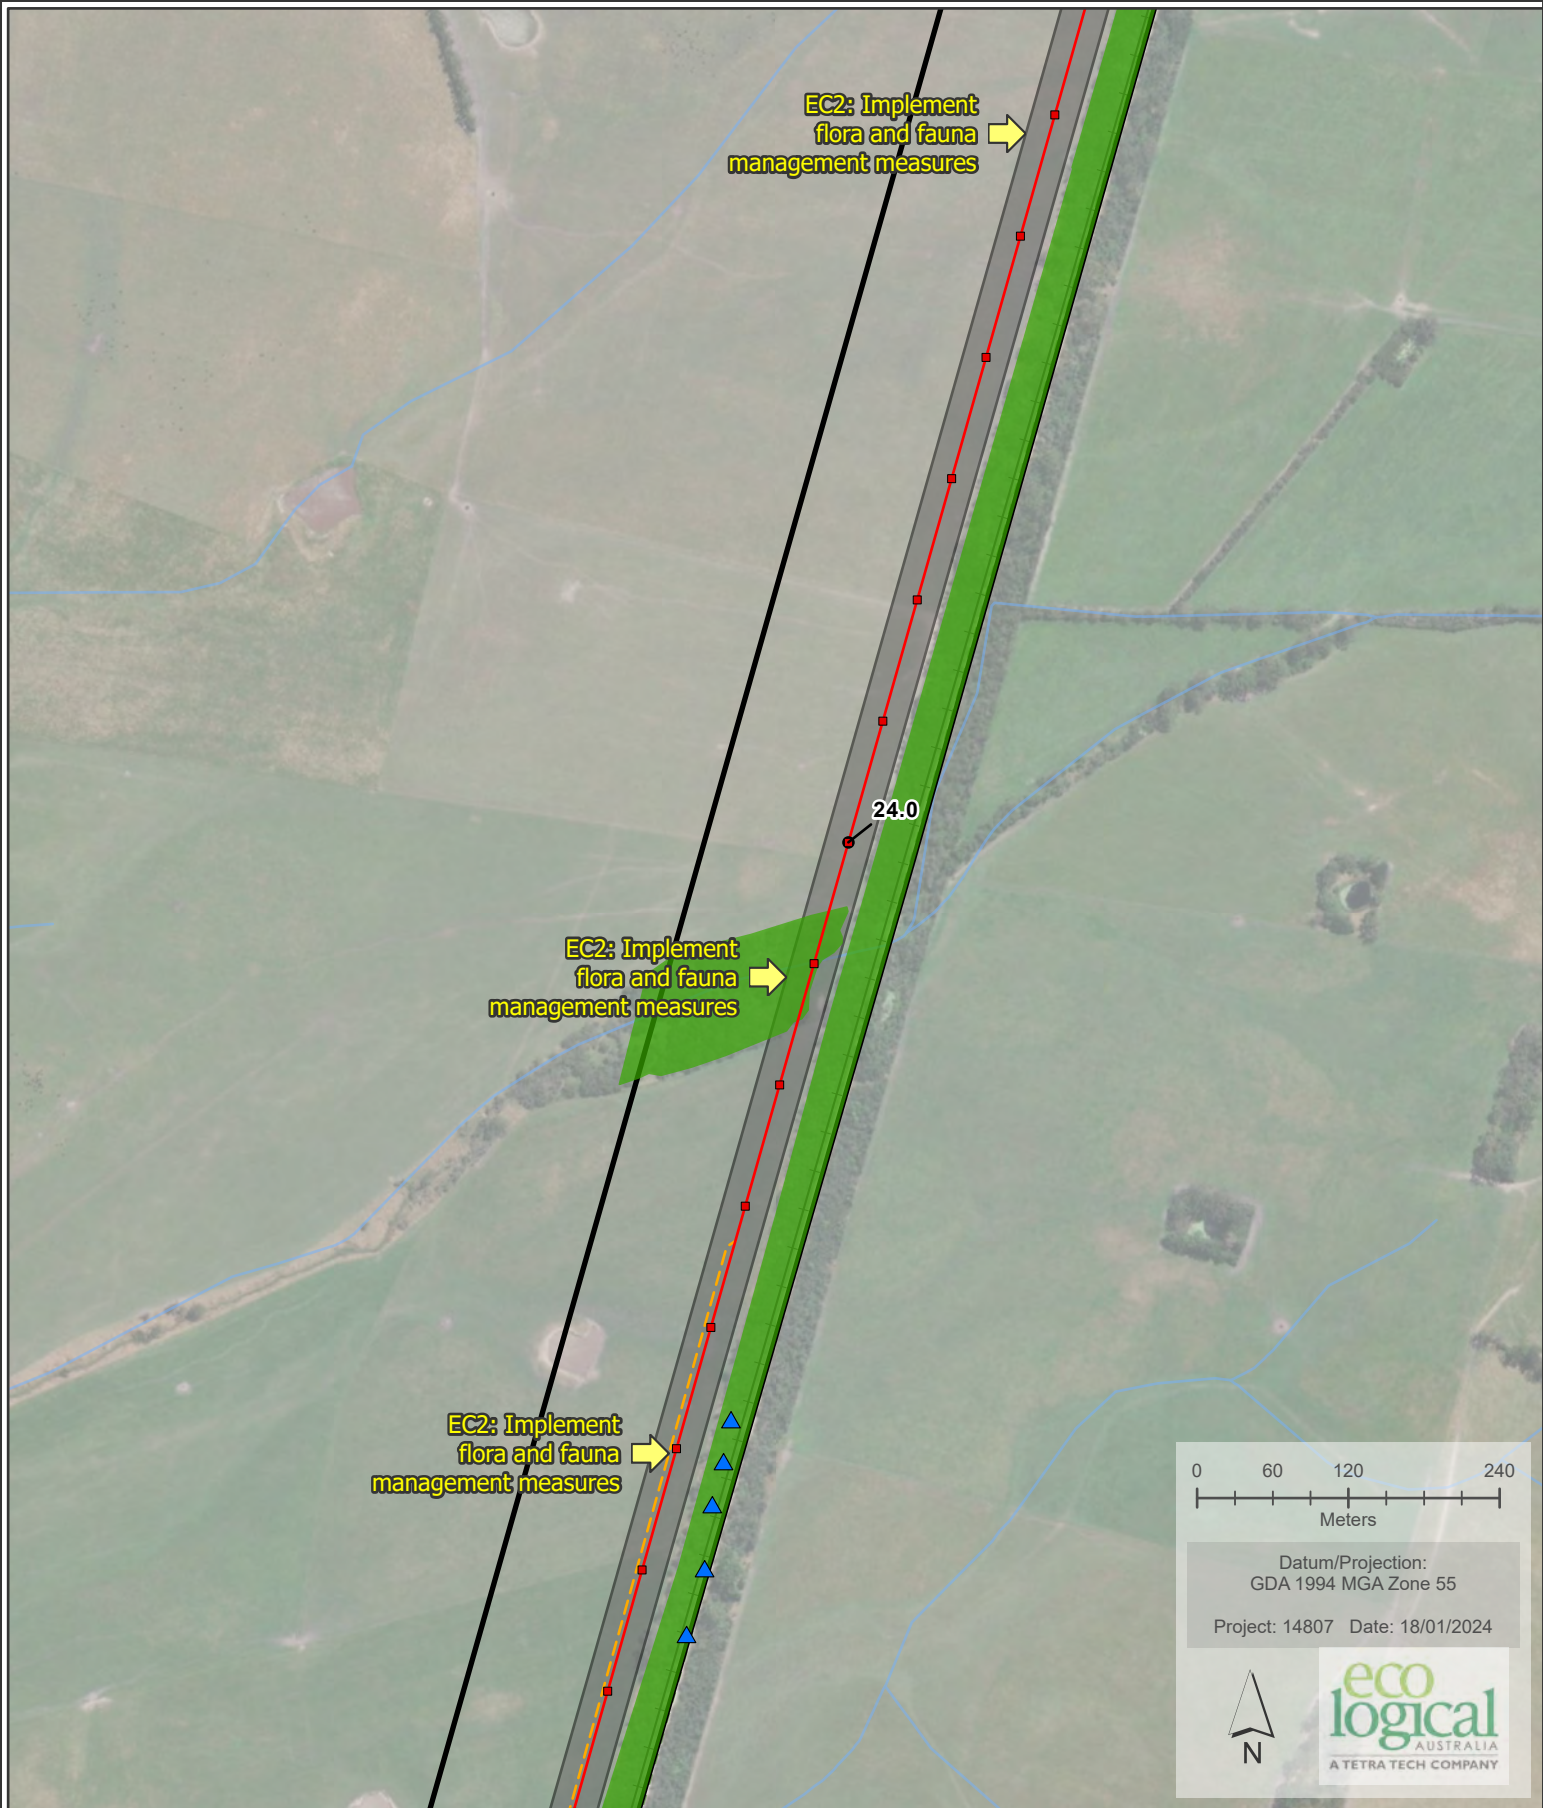 EC2: Implement
flora and fauna
management measures
24.0
EC2: Implement
flora and fauna
management measures
EC2: Implement
flora and fauna
management measures
0 60 120 240
Meters
Datum/Projection:
GDA 1994 MGA Zone 55
Project: 14807 Date: 18/01/2024
N
eco
logical
AUSTRALIA
A TETRA TECH COMPANY